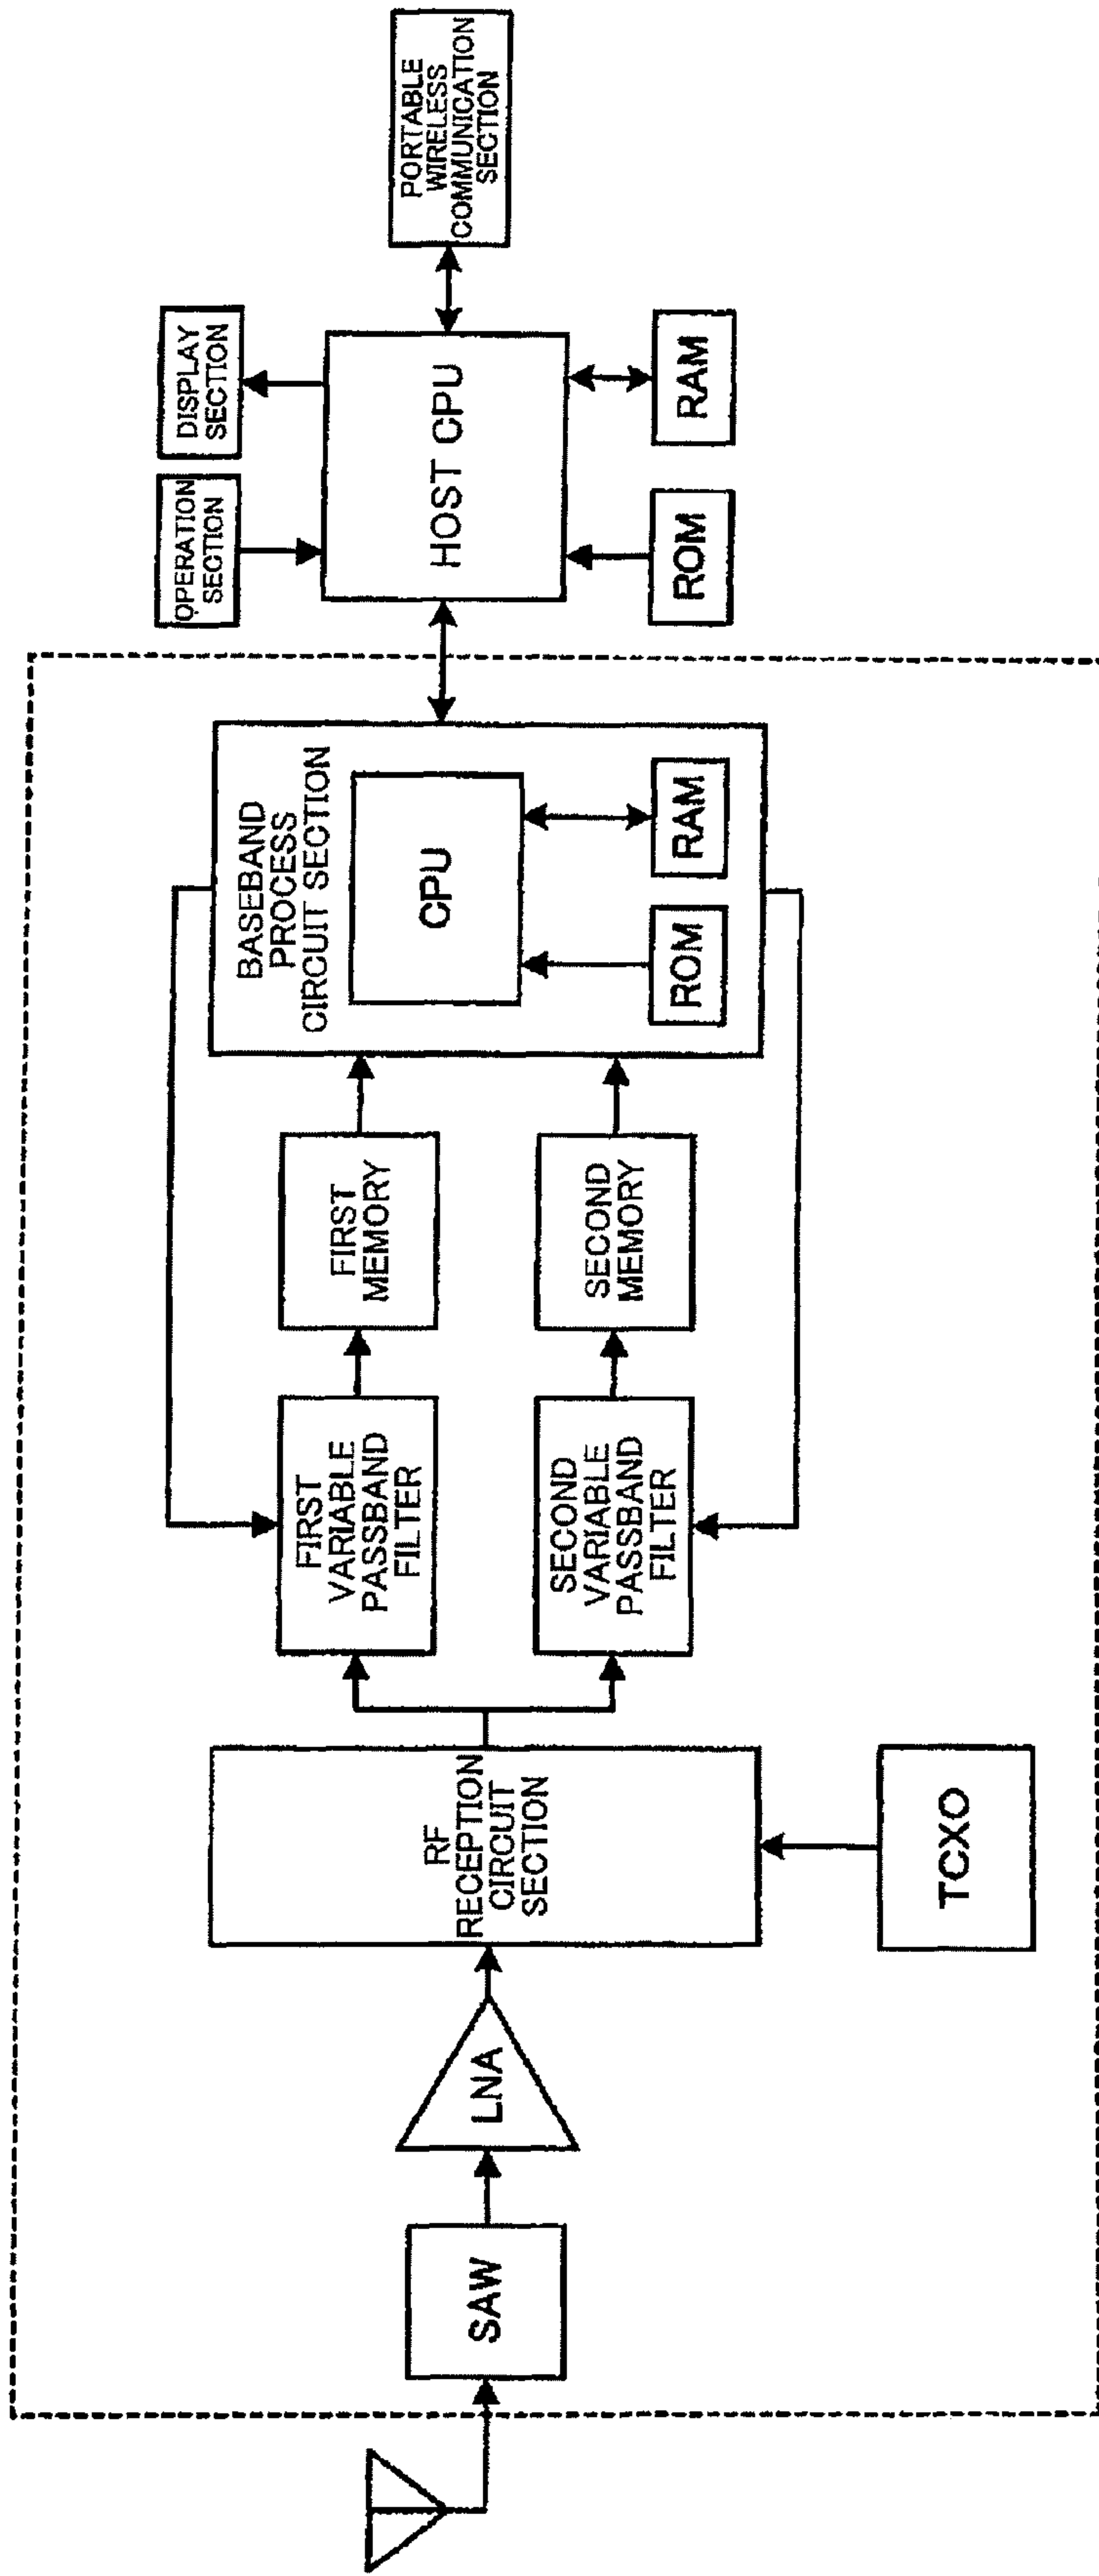 SAW
LNA
RF
RECEPTION
CIRCUIT
SECTION
TCXO
FIRST
VARIABLE
PASSBAND
FILTER
SECOND
VARIABLE
PASSBAND
FILTER
FIRST
MEMORY
SECOND
MEMORY
BASEBAND
PROCESS
CIRCUIT SECTION
CPU
ROM
RAM
OPERATION
SECTION
DISPLAY
SECTION
HOST CPU
ROM
RAM
PORTABLE
WIRELESS
COMMUNICATION
SECTION